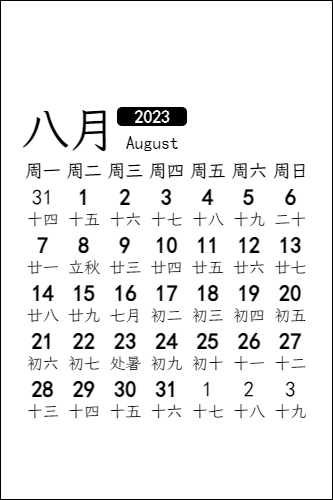 八月 2023
August
周一 周二 周三 周四 周五 周六 周日
31 1 2 3 4 5 6
十四 十五 十六 十七 十八 十九 二十
7 8 9 10 11 12 13
廿一 立秋 廿三 廿四 廿五 廿六 廿七
14 15 16 17 18 19 20
廿八 廿九 七月 初二 初三 初四 初五
21 22 23 24 25 26 27
初六 初七 处暑 初九 初十 十一 十二
28 29 30 31 1 2 3
十三 十四 十五 十六 十七 十八 十九